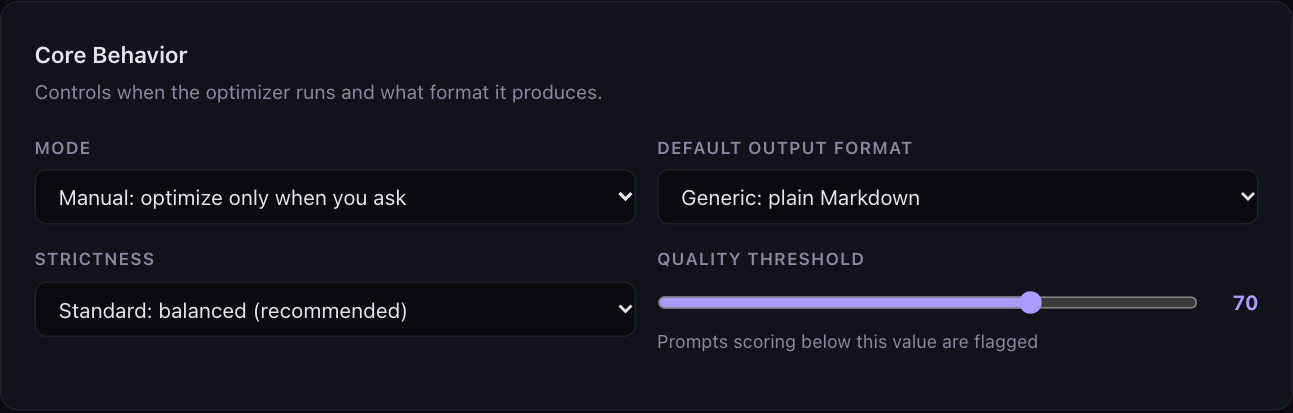 Core Behavior
Controls when the optimizer runs and what format it produces.
MODE
Manual: optimize only when you ask
DEFAULT OUTPUT FORMAT
Generic: plain Markdown
STRICTNESS
Standard: balanced (recommended)
QUALITY THRESHOLD
70
Prompts scoring below this value are flagged